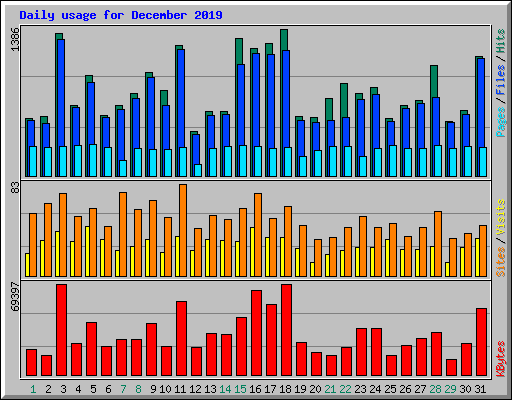 Daily usage for December 2019
1386
83
69397
Pages / Files / Hits
Sites / Visits
KBytes
1 2 3 4 5 6 7 8 9 10 11 12 13 14 15 16 17 18 19 20 21 22 23 24 25 26 27 28 29 30 31